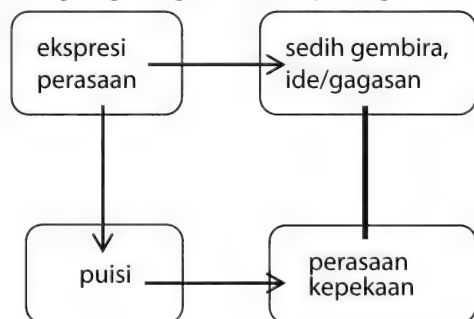 ekspresi
perasaan
sedih gembira,
ide/gagasan
puisi
perasaan
kepekaan